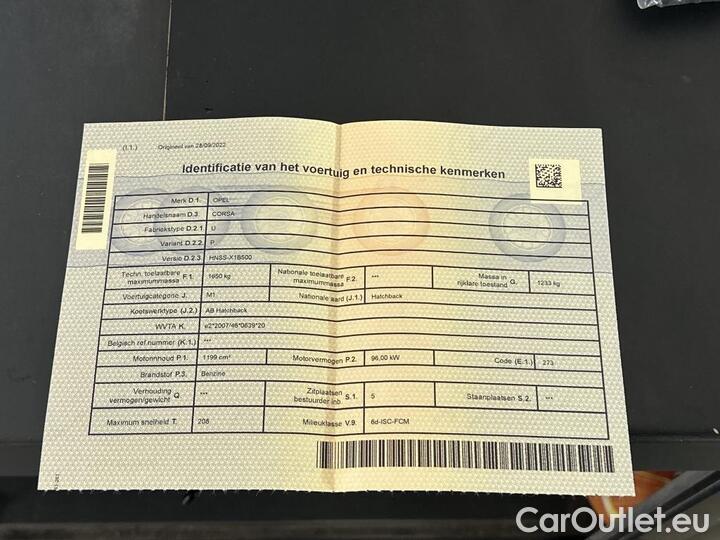 (I.1.) Origineel van 28/09/2022
Identificatie van het voertuig en technische kenmerken
Merk D.1. OPEL
Handelsnaam D.3. CORSA
Fabriekstype D.2.1 U
Variant D.2.2 P
Versie D.2.3 HNSS-X1B500
Techn. toelaatbare maximummassa F.1. 1650 kg Nationale toelaatbare maximummassa F.2. *** Massa in rijklare toestand G. 1233 kg
Voertuigcategorie J. M1 Nationale aard (J.1.) Hatchback
Koetswerktype (J.2.) AB Hatchback
WVTA K. e2*2007/46*0639*20
Belgisch ref nummer (K.1.) ***
Motorinhoud P.1. 1199 cm³ Motorvermogen P.2. 96,00 kW Code (E.1.) 273
Brandstof P.3. Benzine
Verhouding vermogen/gewicht Q *** Zitplaatsen bestuurder inb S.1. 5 Staanplaatsen S.2. ***
Maximum snelheid T. 208 Milieuklasse V.9. 6d-ISC-FCM
CarOutlet.eu